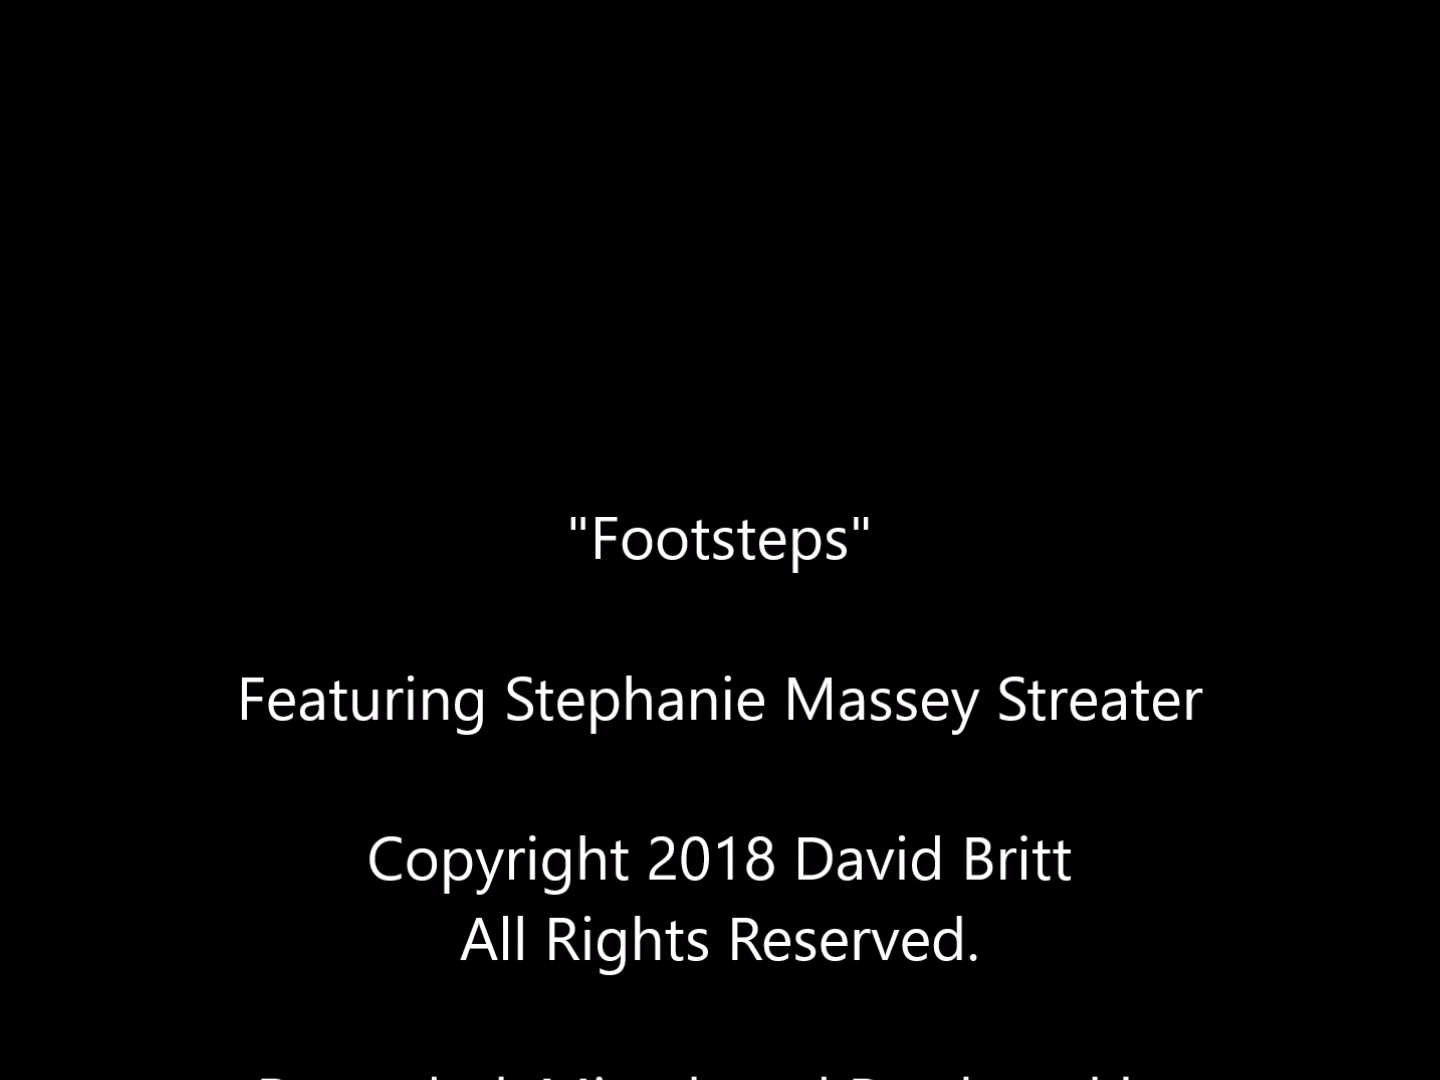 "Footsteps"
Featuring Stephanie Massey Streater
Copyright 2018 David Britt
All Rights Reserved.